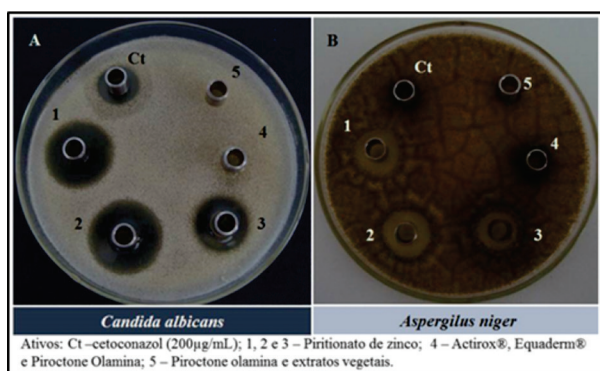 A
B
Ct
5
1
4
2
3
Ct
5
1
4
2
3
Candida albicans
Aspergilus niger
Ativos: Ct –cetoconazol (200µg/mL); 1, 2 e 3 – Piritionato de zinco; 4 – Actirox®, Equaderm®
e Piroctone Olamina; 5 – Piroctone olamina e extratos vegetais.